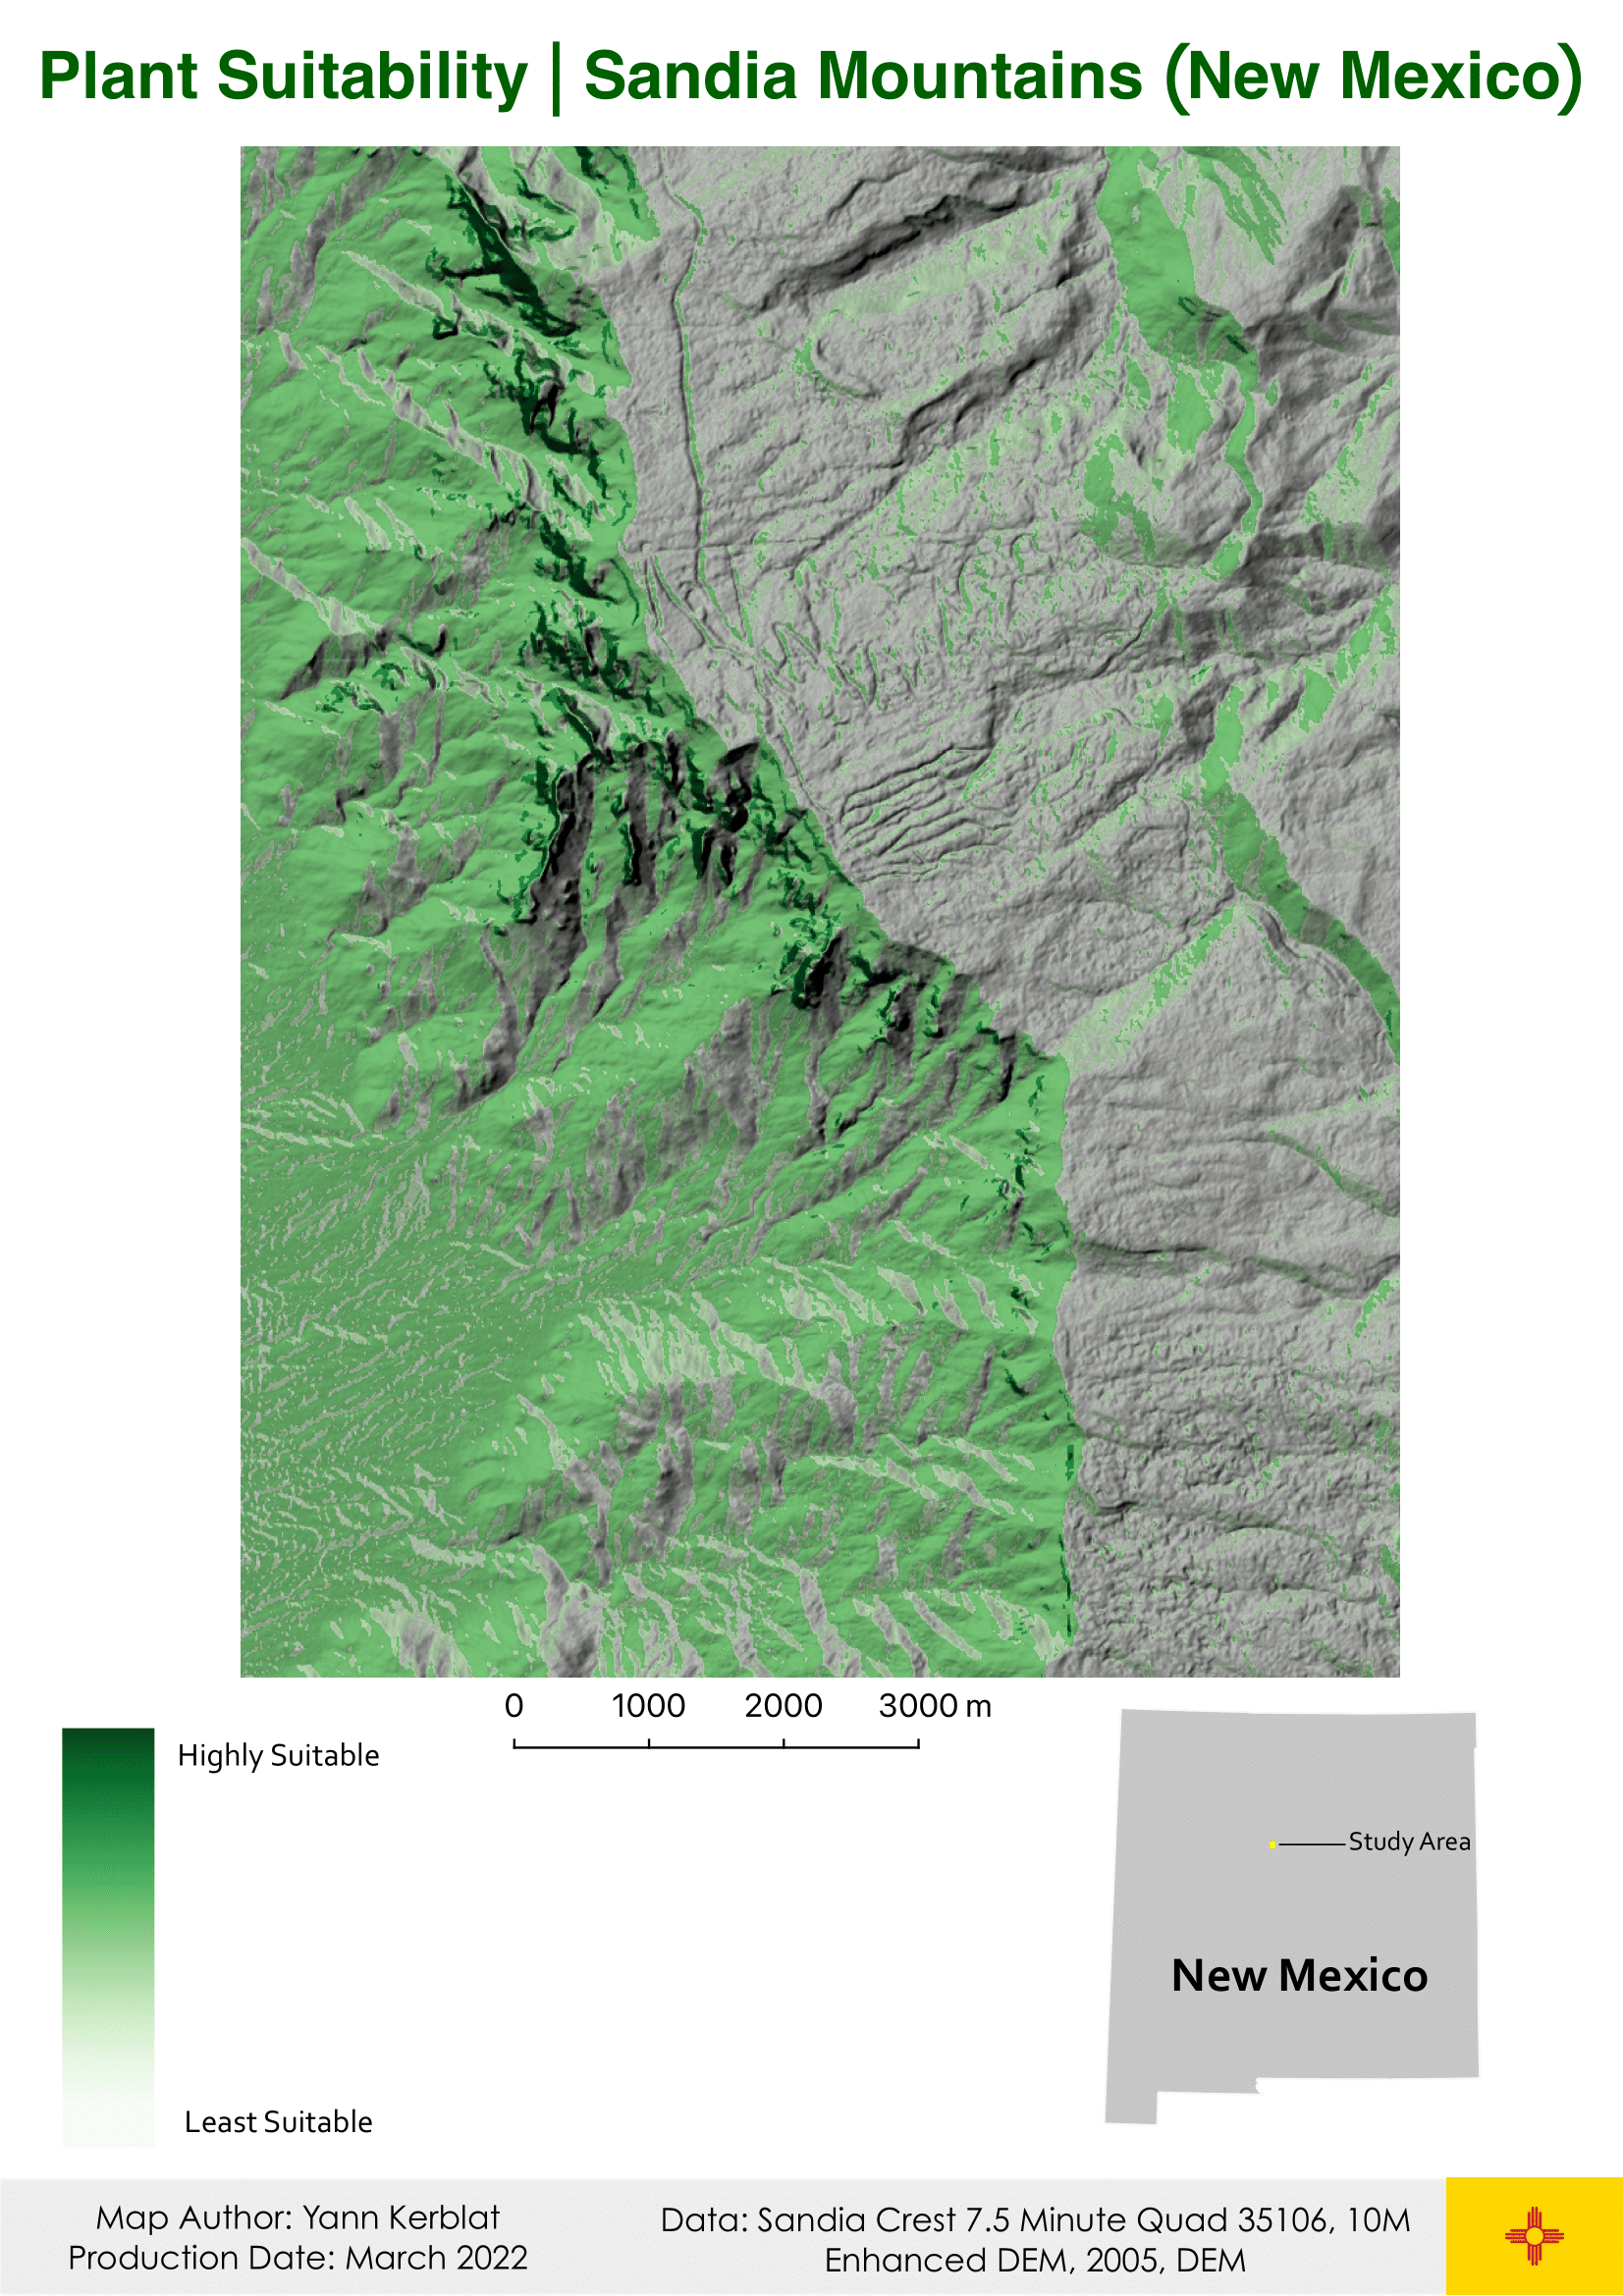 Plant Suitability | Sandia Mountains (New Mexico)
0 1000 2000 3000 m
Highly Suitable
Least Suitable
Study Area
New Mexico
Map Author: Yann Kerblat
Production Date: March 2022
Data: Sandia Crest 7.5 Minute Quad 35106, 10M
Enhanced DEM, 2005, DEM